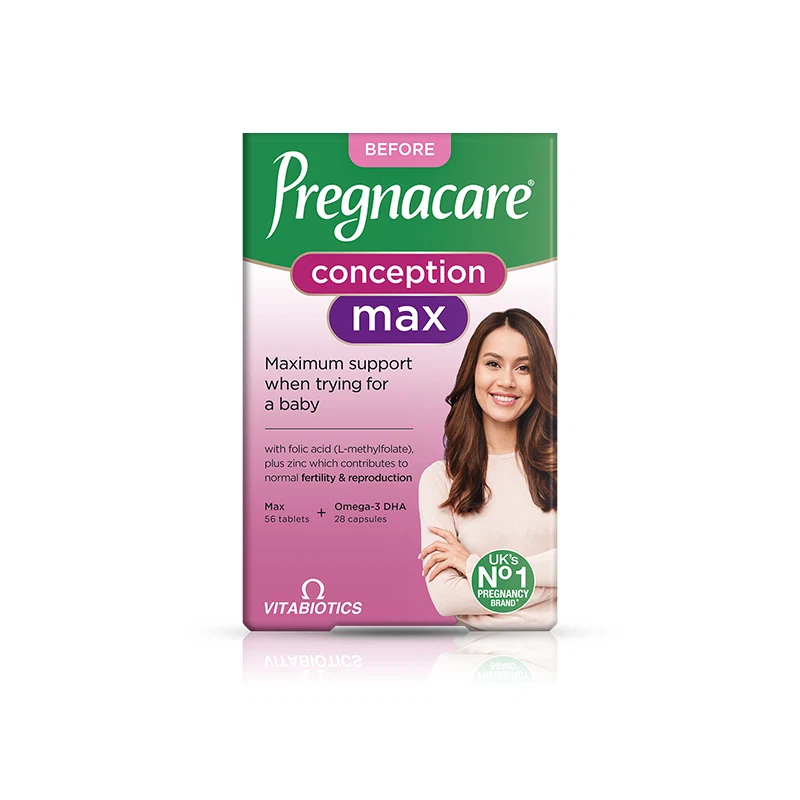 BEFORE
Pregnacare®
conception
max
Maximum support
when trying for
a baby
with folic acid (L-methylfolate),
plus zinc which contributes to
normal fertility & reproduction
Max
56 tablets
+
Omega-3 DHA
28 capsules
UK's
Nº1
PREGNANCY
BRAND*
VITABIOTICS